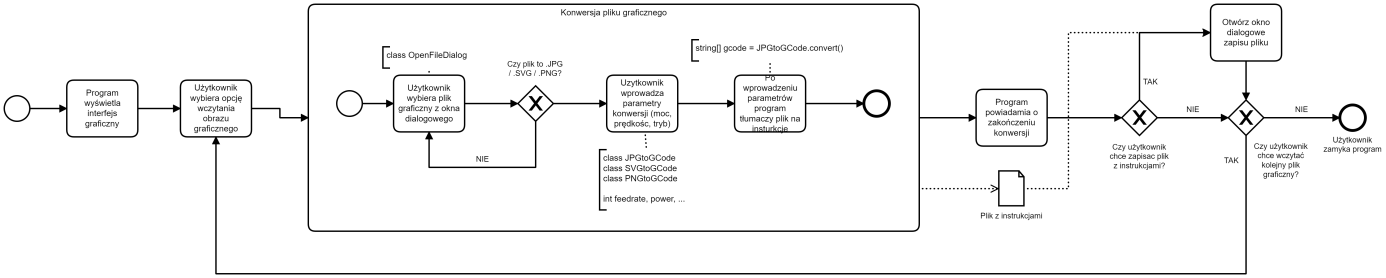 Konwersja pliku graficznego
Program
wyświetla
interfejs
graficzny
Użytkownik
wybiera opcję
wczytania
obrazu
graficznego
class OpenFileDialog
Użytkownik
wybiera plik
graficzny z okna
dialogowego
Czy plik to .JPG
/ .SVG / .PNG?
NIE
Uzytkownik
wprowadza
parametry
konwersji (moc,
prędkośc, tryb)
class JPGtoGCode
class SVGtoGCode
class PNGtoGCode
int feedrate, power, ...
string[] gcode = JPGtoGCode.convert()
Po
wprowadzeniu
parametrów
program
tłumaczy plik na
insturkcje
Program
powiadamia o
zakończeniu
konwersji
Plik z instrukcjami
Czy użytkownik
chce zapisac plik
z instrukcjami?
TAK
NIE
Otwórz okno
dialogowe
zapisu pliku
Czy użytkownik
chce wczytać
kolejny plik
graficzny?
TAK
NIE
Użytkownik
zamyka program